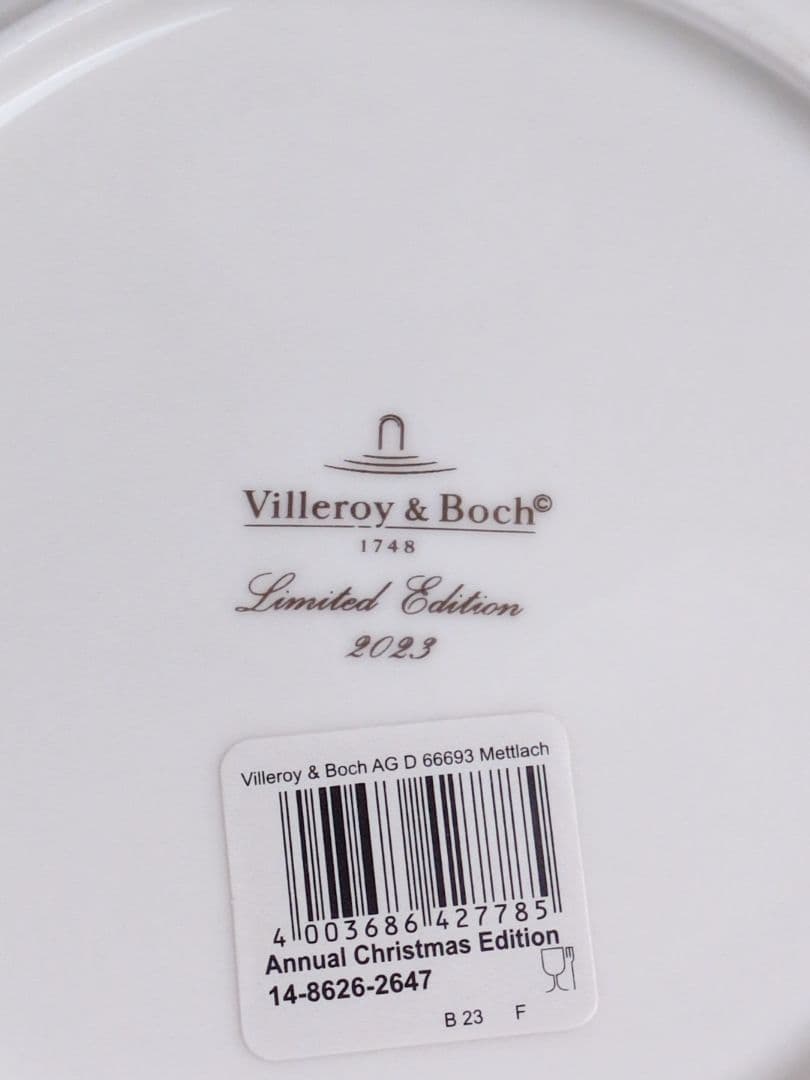 Villeroy & Boch©
1748
Limited Edition
2023
Villeroy & Boch AG D 66693 Mettlach
4 003686 427785
Annual Christmas Edition
14-8626-2647
B 23 F